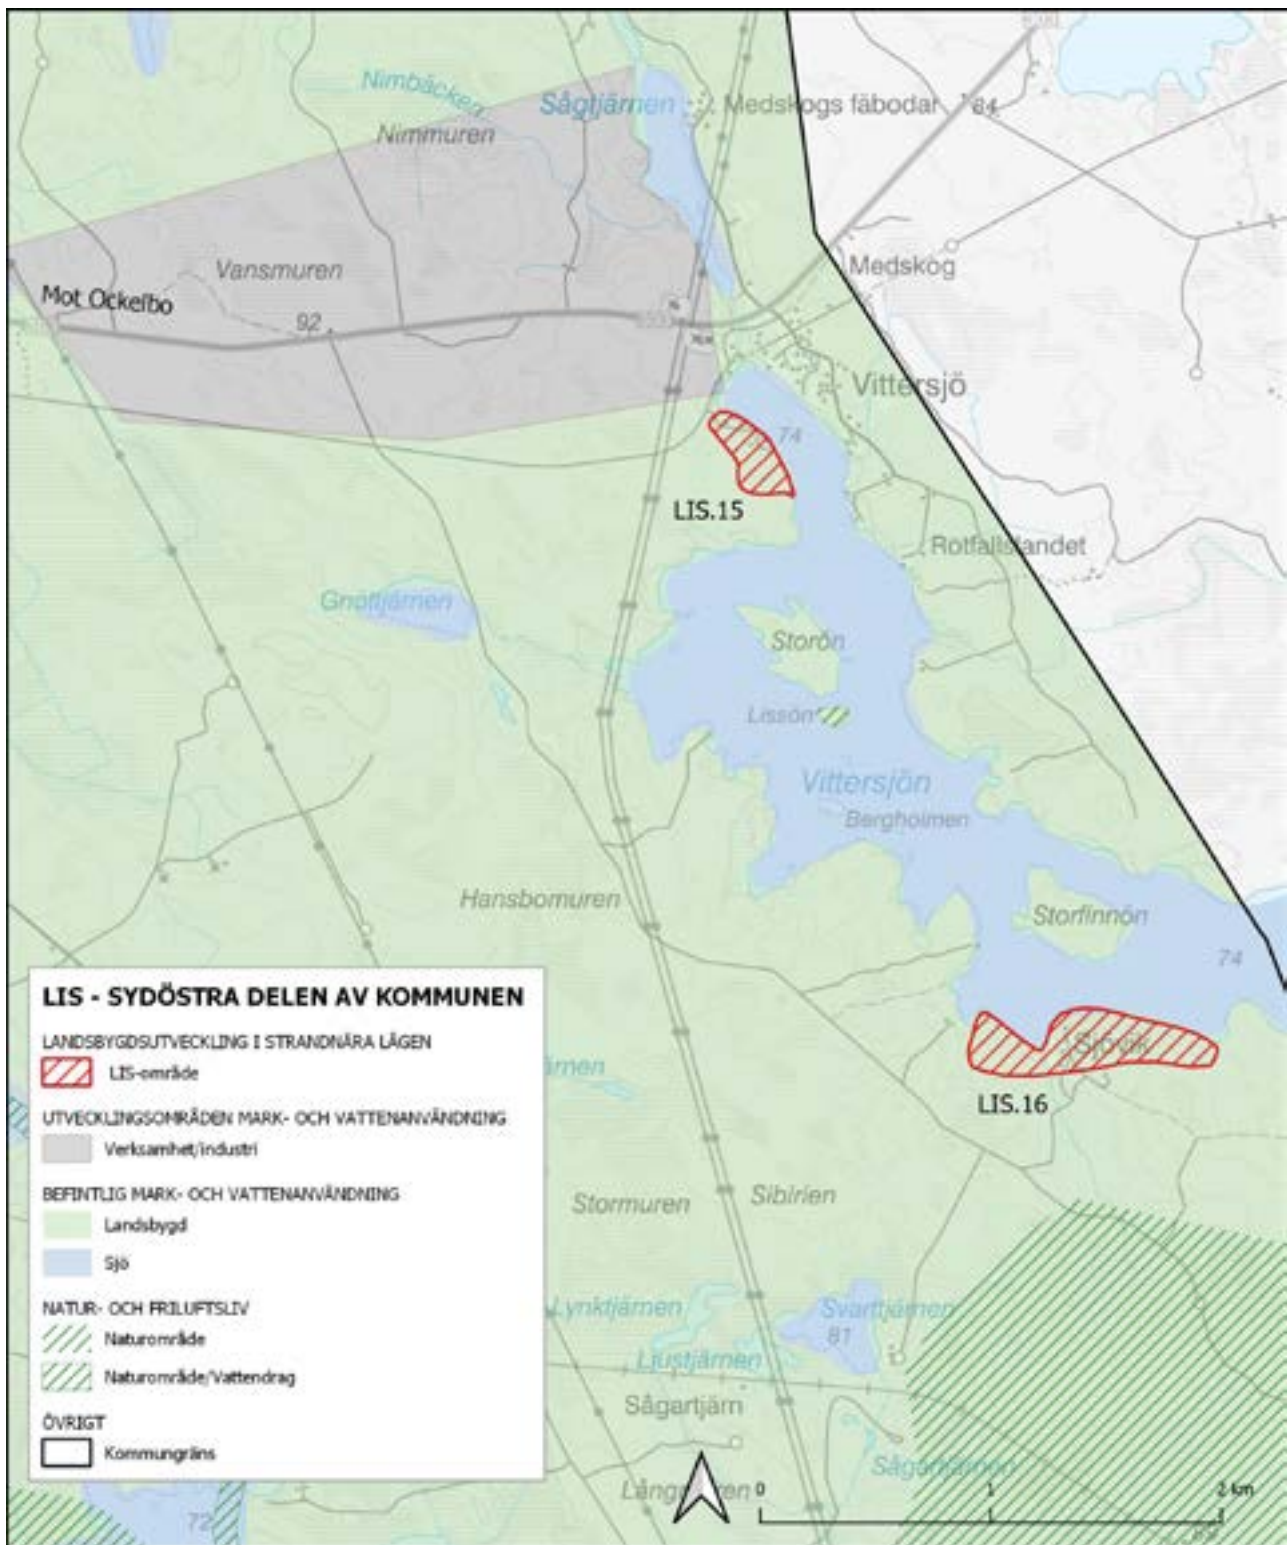 Nimbäcken
Sågtjärnen
Medskogs fäbodar
84
Nimmuren
Vansmuren
Medskog
Mot Ockelbo
92
Vittersjö
74
LIS.15
Rotfallslandet
Gnöttjärnen
Storön
Lissön
Vittersjön
Bergholmen
Hansbomuren
Storfinnön
74
Sjövik
LIS.16
LIS - SYDÖSTRA DELEN AV KOMMUNEN
LANDSBYGDSUTVECKLING I STRANDNÄRA LÄGEN
LIS-område
UTVECKLINGSOMRÅDEN MARK- OCH VATTENANVÄNDNING
Verksamhet/industri
BEFINTLIG MARK- OCH VATTENANVÄNDNING
Landsbygd
Sjö
NATUR- OCH FRILUFTSLIV
Naturområde
Naturområde/Vattendrag
ÖVRIGT
Kommungräns
Stormuren
Sibirien
Lynktjärnen
Svarttjärnen
81
Ljustjärnen
Sågartjärn
Sågartjärnen
72
0
1
2 km